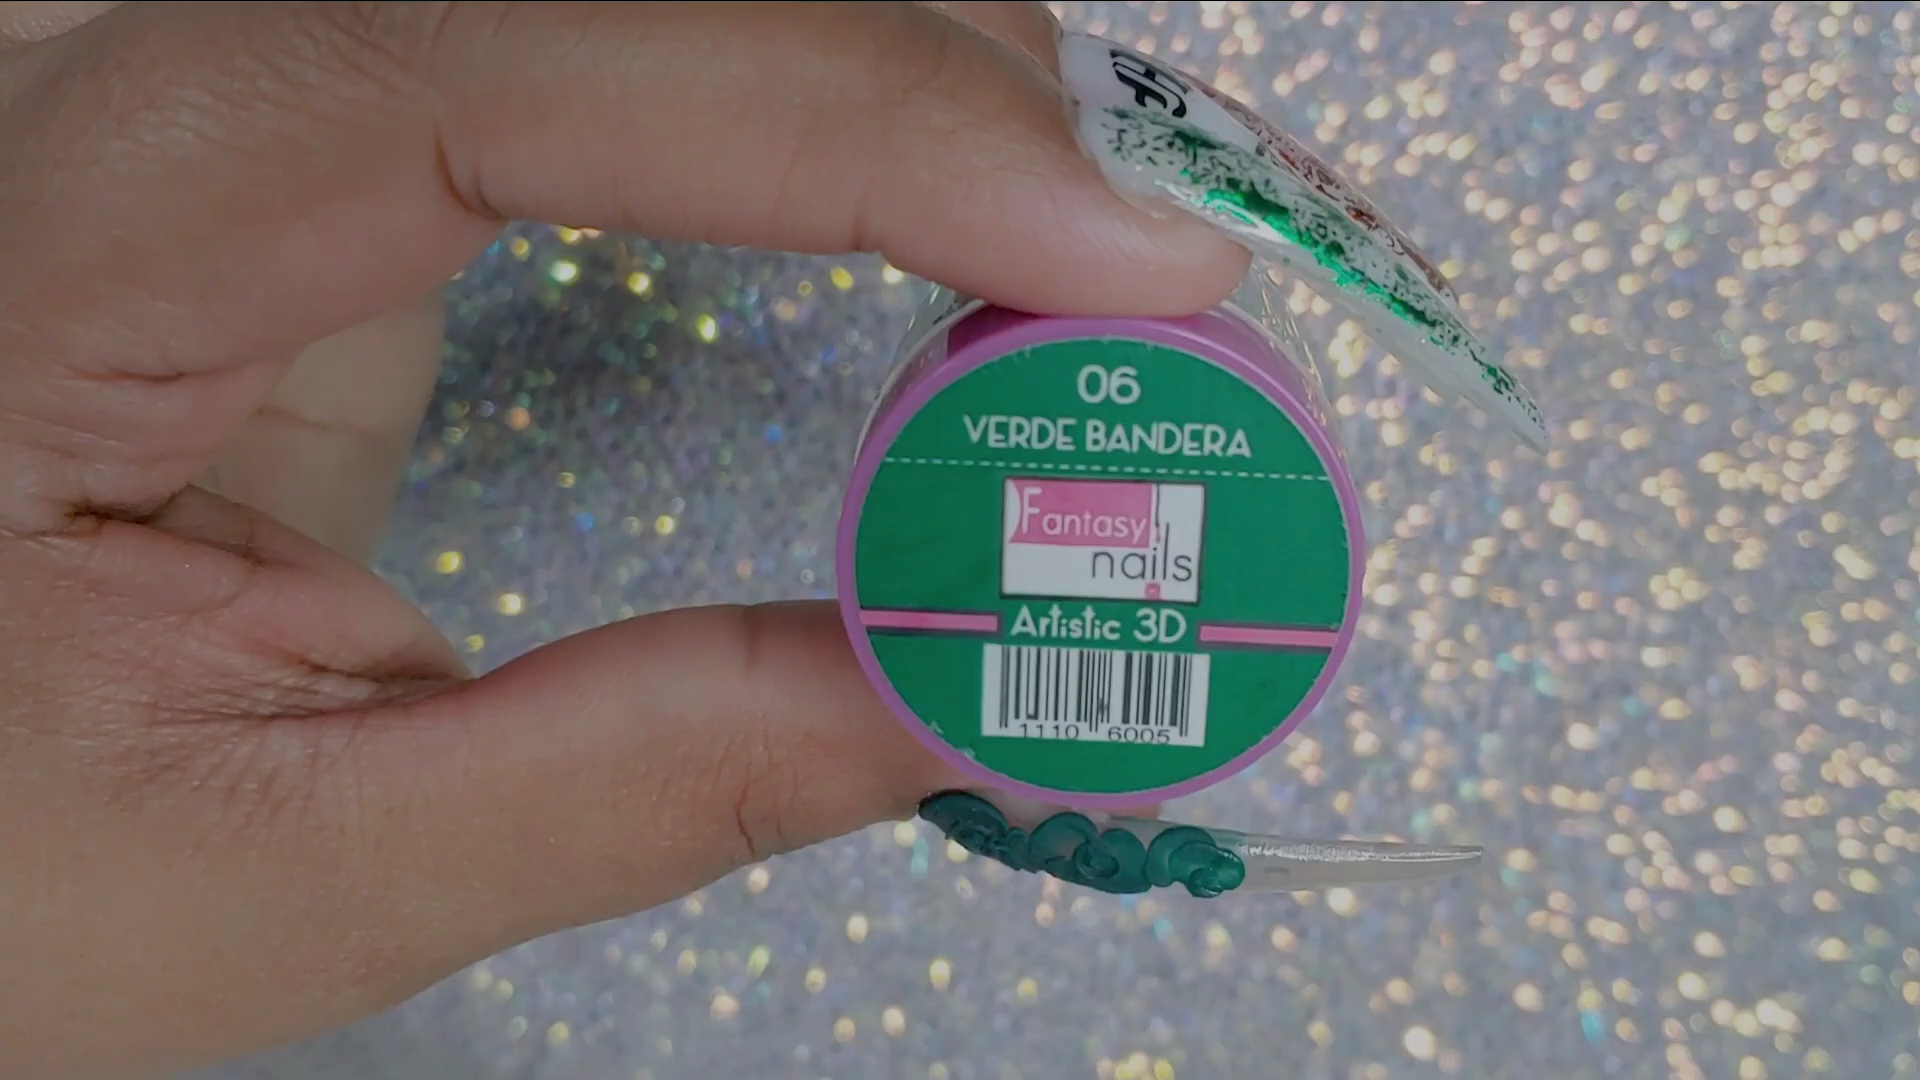 06
VERDE BANDERA
Fantasy
nails
Artistic 3D
1110 6005